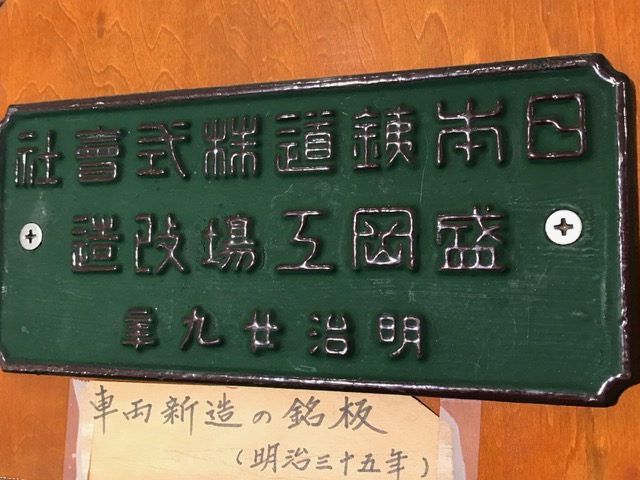 日本銕道株式會社
盛岡工場改造
明治廿九年
車両新造の銘板
(明治三十五年)